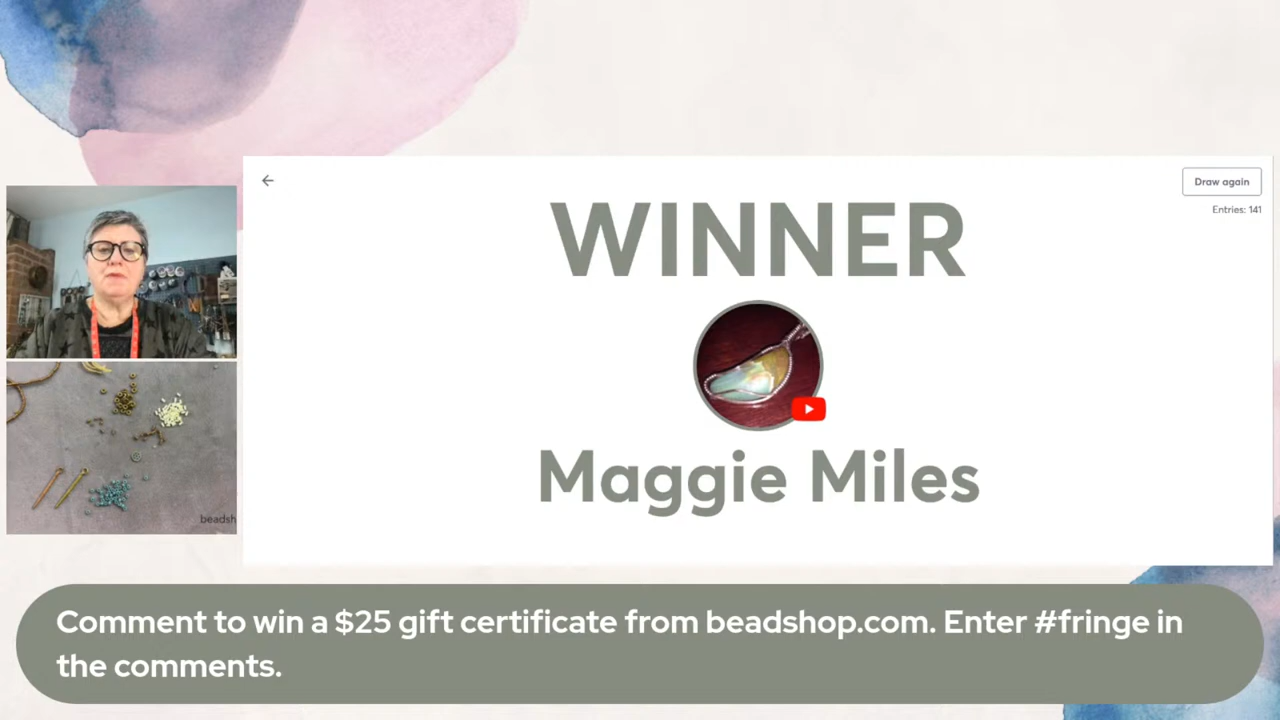 Draw again
Entries: 141
WINNER
Maggie Miles
beadsh
Comment to win a $25 gift certificate from beadshop.com. Enter #fringe in
the comments.